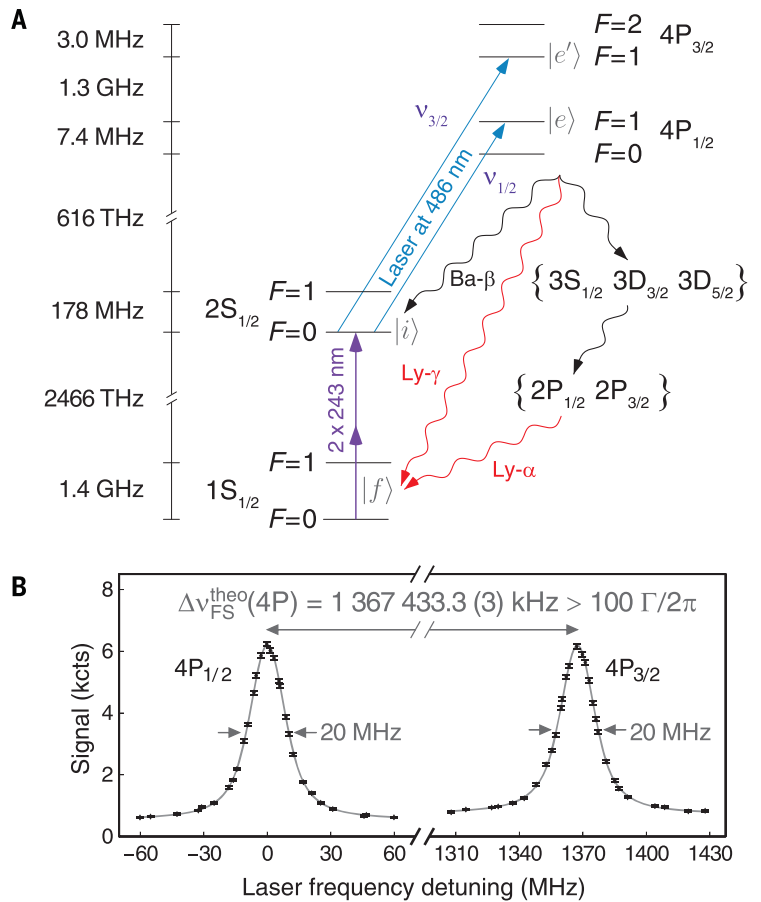 A
3.0 MHz
1.3 GHz
7.4 MHz
616 THz
178 MHz
2466 THz
1.4 GHz
F=2 4P3/2
|e′⟩ F=1
ν3/2
|e⟩ F=1 4P1/2
F=0
ν1/2
Laser at 486 nm
Ba-β
{3S1/2 3D3/2 3D5/2}
2S1/2 F=1
F=0 |i⟩
Ly-γ
{2P1/2 2P3/2}
2 x 243 nm
Ly-α
1S1/2 F=1
|f⟩
F=0
B
Δν_FS^theo(4P) = 1 367 433.3 (3) kHz > 100 Γ/2π
4P1/2
4P3/2
20 MHz
20 MHz
Signal (kcts)
8
6
4
2
0
−60 −30 0 30 60 1310 1340 1370 1400 1430
Laser frequency detuning (MHz)